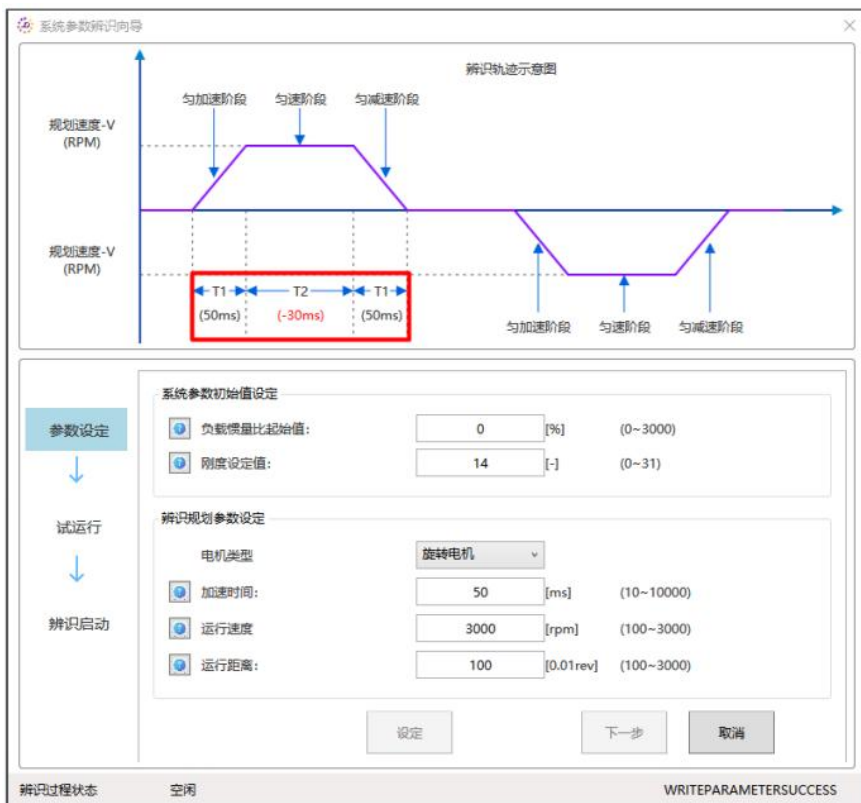 系统参数辨识向导
辨识轨迹示意图
匀加速阶段 匀速阶段 匀减速阶段
规划速度-V
(RPM)
规划速度-V
(RPM)
T1 T2 T1
(50ms) (-30ms) (50ms)
匀加速阶段 匀速阶段 匀减速阶段
参数设定
试运行
辨识启动
系统参数初始值设定
负载惯量比起始值: 0 [%] (0~3000)
刚度设定值: 14 [-] (0~31)
辨识规划参数设定
电机类型 旋转电机
加速时间: 50 [ms] (10~10000)
运行速度 3000 [rpm] (100~3000)
运行距离: 100 [0.01rev] (100~3000)
设定 下一步 取消
辨识过程状态 空闲 WRITEPARAMETERSUCCESS